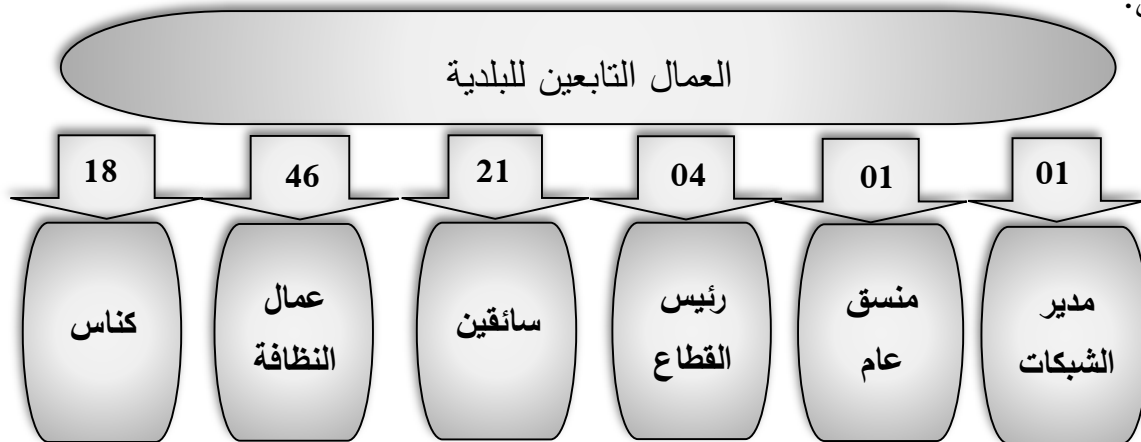 العمال التابعين للبلدية
01
01
04
21
46
18
مدير
الشبكات
منسق
عام
رئيس
القطاع
سائقين
عمال
النظافة
كناس